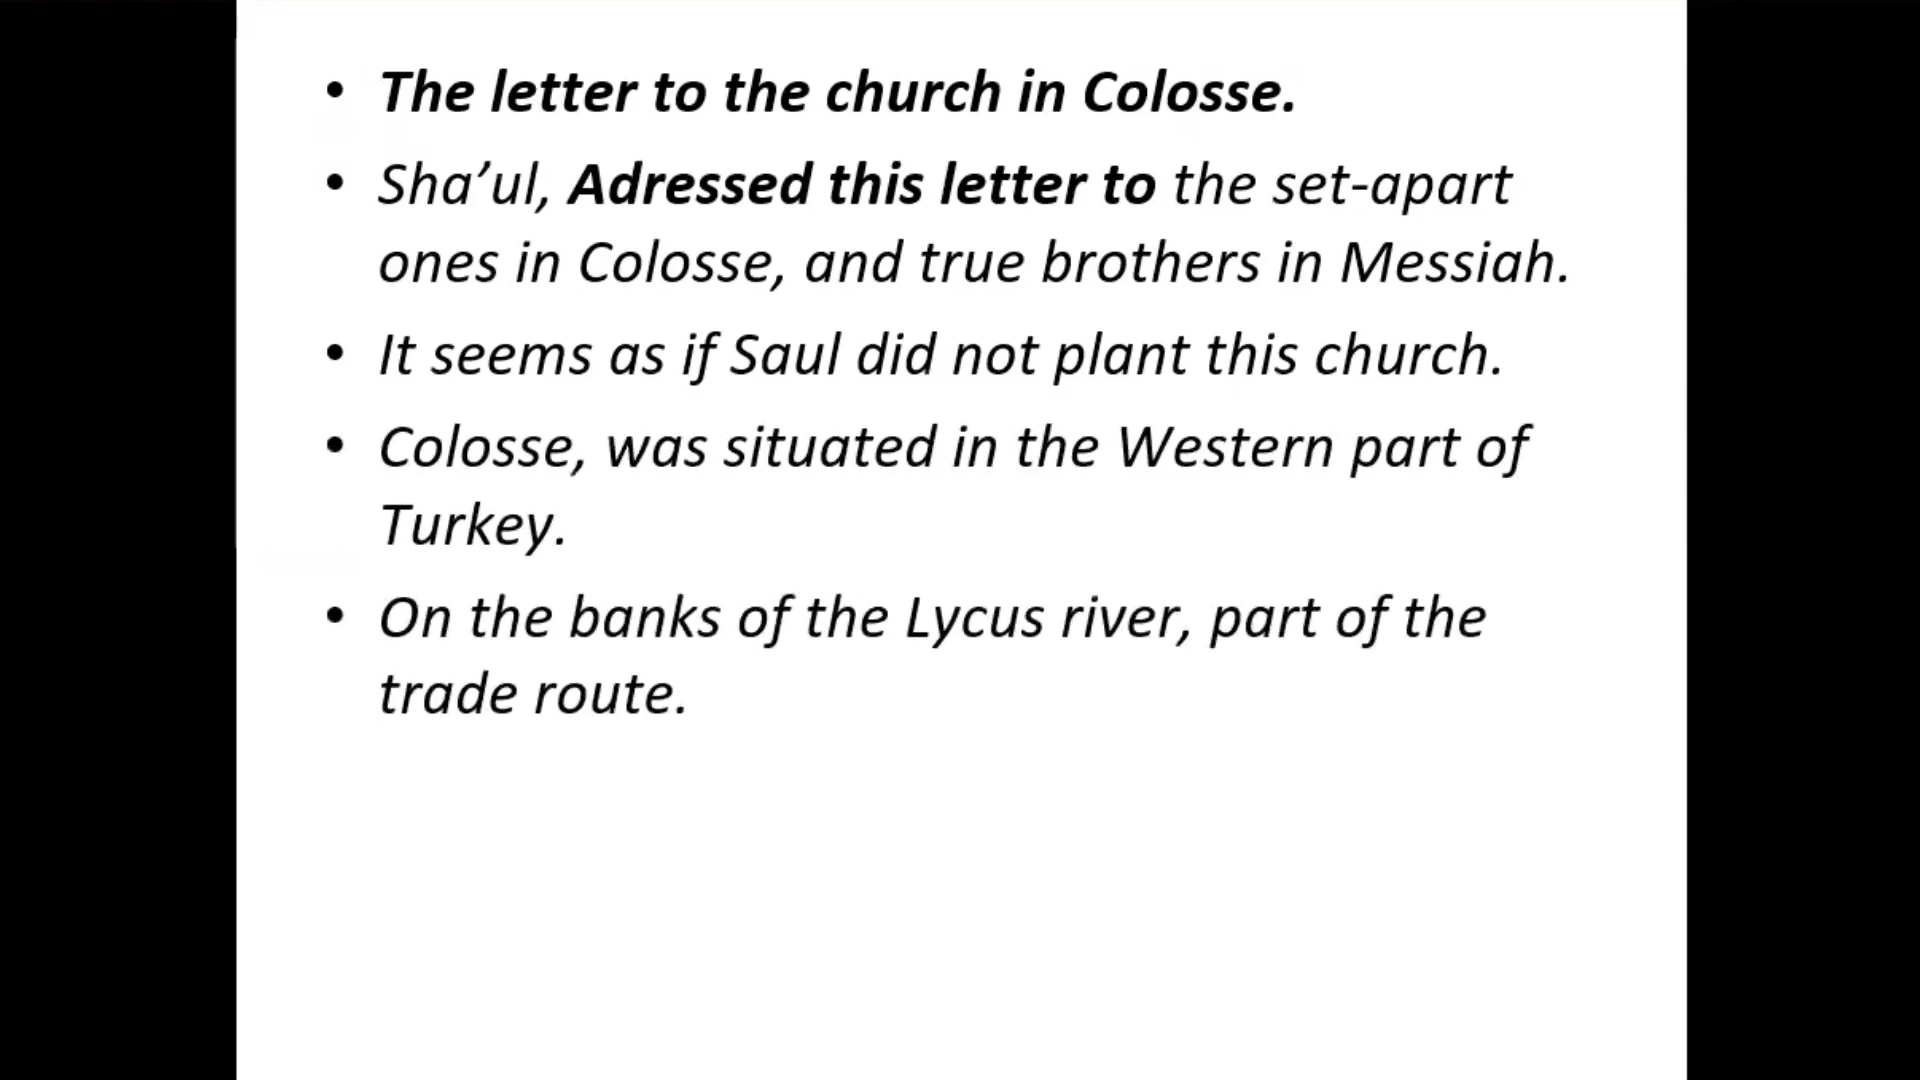 • The letter to the church in Colosse.
• Sha’ul, Adressed this letter to the set-apart
ones in Colosse, and true brothers in Messiah.
• It seems as if Saul did not plant this church.
• Colosse, was situated in the Western part of
Turkey.
• On the banks of the Lycus river, part of the
trade route.